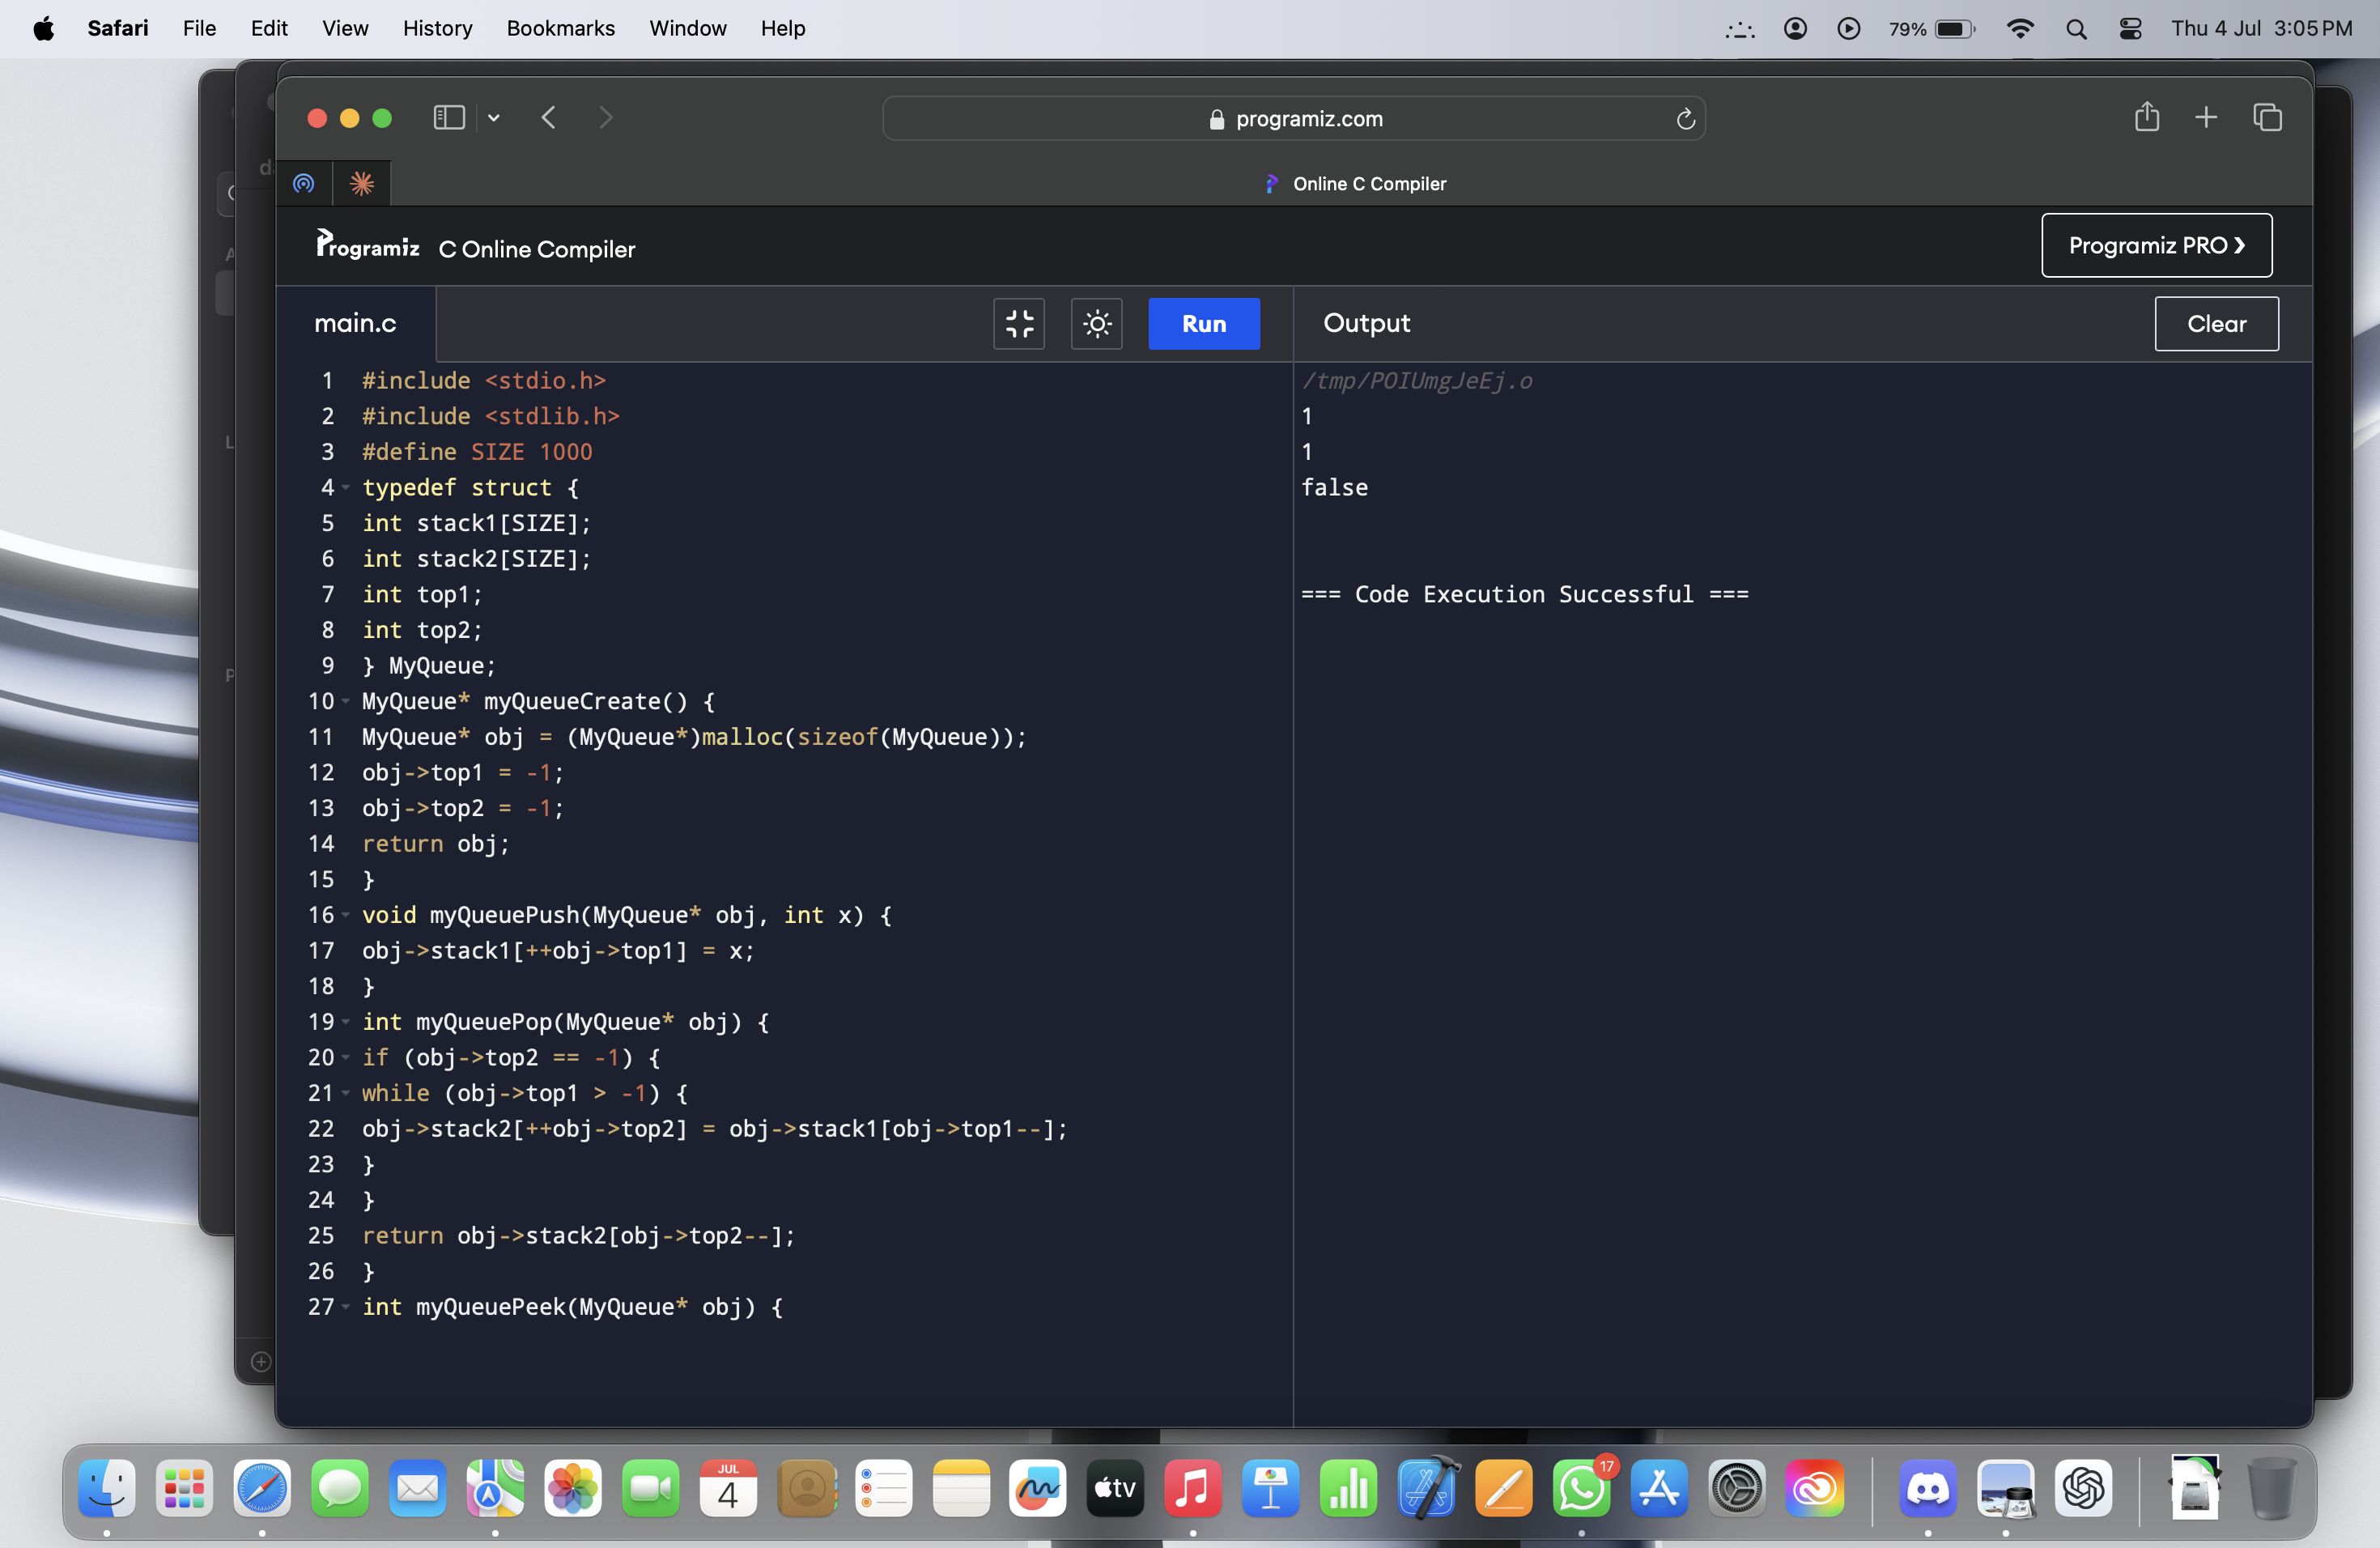 Safari File Edit View History Bookmarks Window Help 79% Thu 4 Jul 3:05 PM
programiz.com
Online C Compiler
Programiz C Online Compiler Programiz PRO ❯
main.c Run Output Clear
1 #include <stdio.h>
2 #include <stdlib.h>
3 #define SIZE 1000
4 typedef struct {
5 int stack1[SIZE];
6 int stack2[SIZE];
7 int top1;
8 int top2;
9 } MyQueue;
10 MyQueue* myQueueCreate() {
11 MyQueue* obj = (MyQueue*)malloc(sizeof(MyQueue));
12 obj->top1 = -1;
13 obj->top2 = -1;
14 return obj;
15 }
16 void myQueuePush(MyQueue* obj, int x) {
17 obj->stack1[++obj->top1] = x;
18 }
19 int myQueuePop(MyQueue* obj) {
20 if (obj->top2 == -1) {
21 while (obj->top1 > -1) {
22 obj->stack2[++obj->top2] = obj->stack1[obj->top1--];
23 }
24 }
25 return obj->stack2[obj->top2--];
26 }
27 int myQueuePeek(MyQueue* obj) {
/tmp/POIUmgJeEj.o
1
1
false
=== Code Execution Successful ===
JUL
4
tv
17